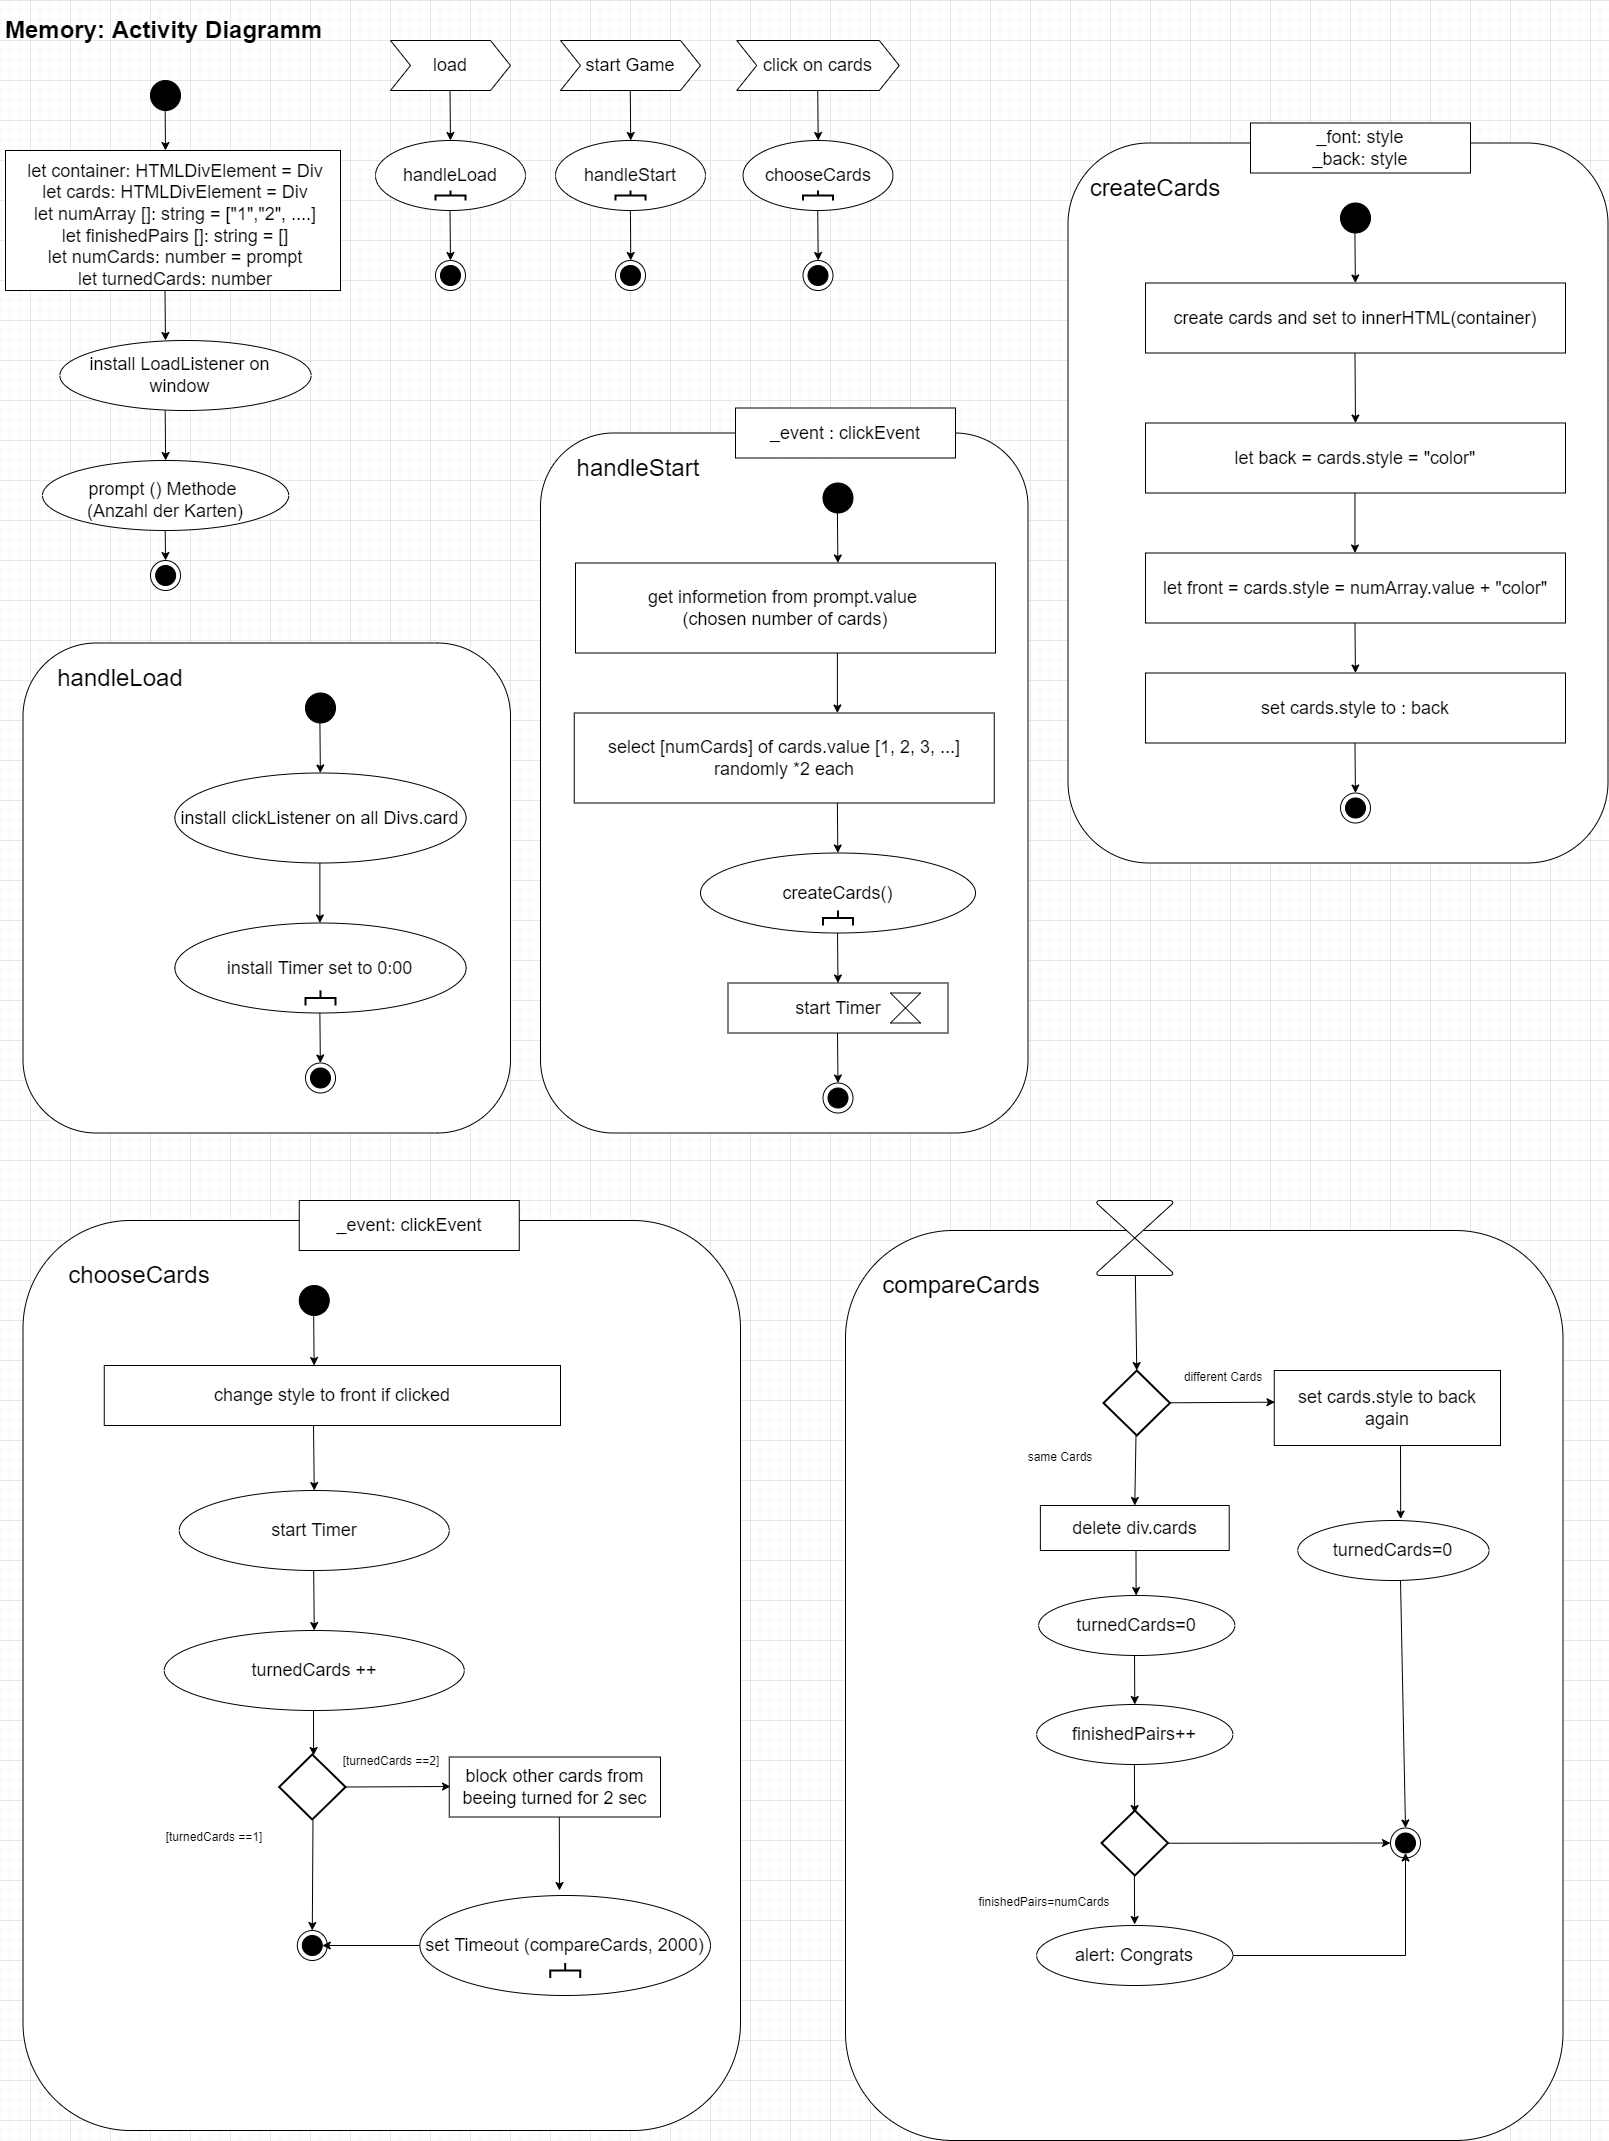 Memory: Activity Diagramm
load
start Game
click on cards
handleLoad
handleStart
chooseCards
let container: HTMLDivElement = Div
let cards: HTMLDivElement = Div
let numArray []: string = ["1","2", ....]
let finishedPairs []: string = []
let numCards: number = prompt
let turnedCards: number
install LoadListener on
window
prompt () Methode
(Anzahl der Karten)
_font: style
_back: style
createCards
create cards and set to innerHTML(container)
let back = cards.style = "color"
let front = cards.style = numArray.value + "color"
set cards.style to : back
_event : clickEvent
handleStart
get informetion from prompt.value
(chosen number of cards)
select [numCards] of cards.value [1, 2, 3, ...]
randomly *2 each
createCards()
start Timer
handleLoad
install clickListener on all Divs.card
install Timer set to 0:00
_event: clickEvent
chooseCards
change style to front if clicked
start Timer
turnedCards ++
[turnedCards ==2]
block other cards from
beeing turned for 2 sec
[turnedCards ==1]
set Timeout (compareCards, 2000)
compareCards
different Cards
set cards.style to back
again
same Cards
delete div.cards
turnedCards=0
turnedCards=0
finishedPairs++
finishedPairs=numCards
alert: Congrats